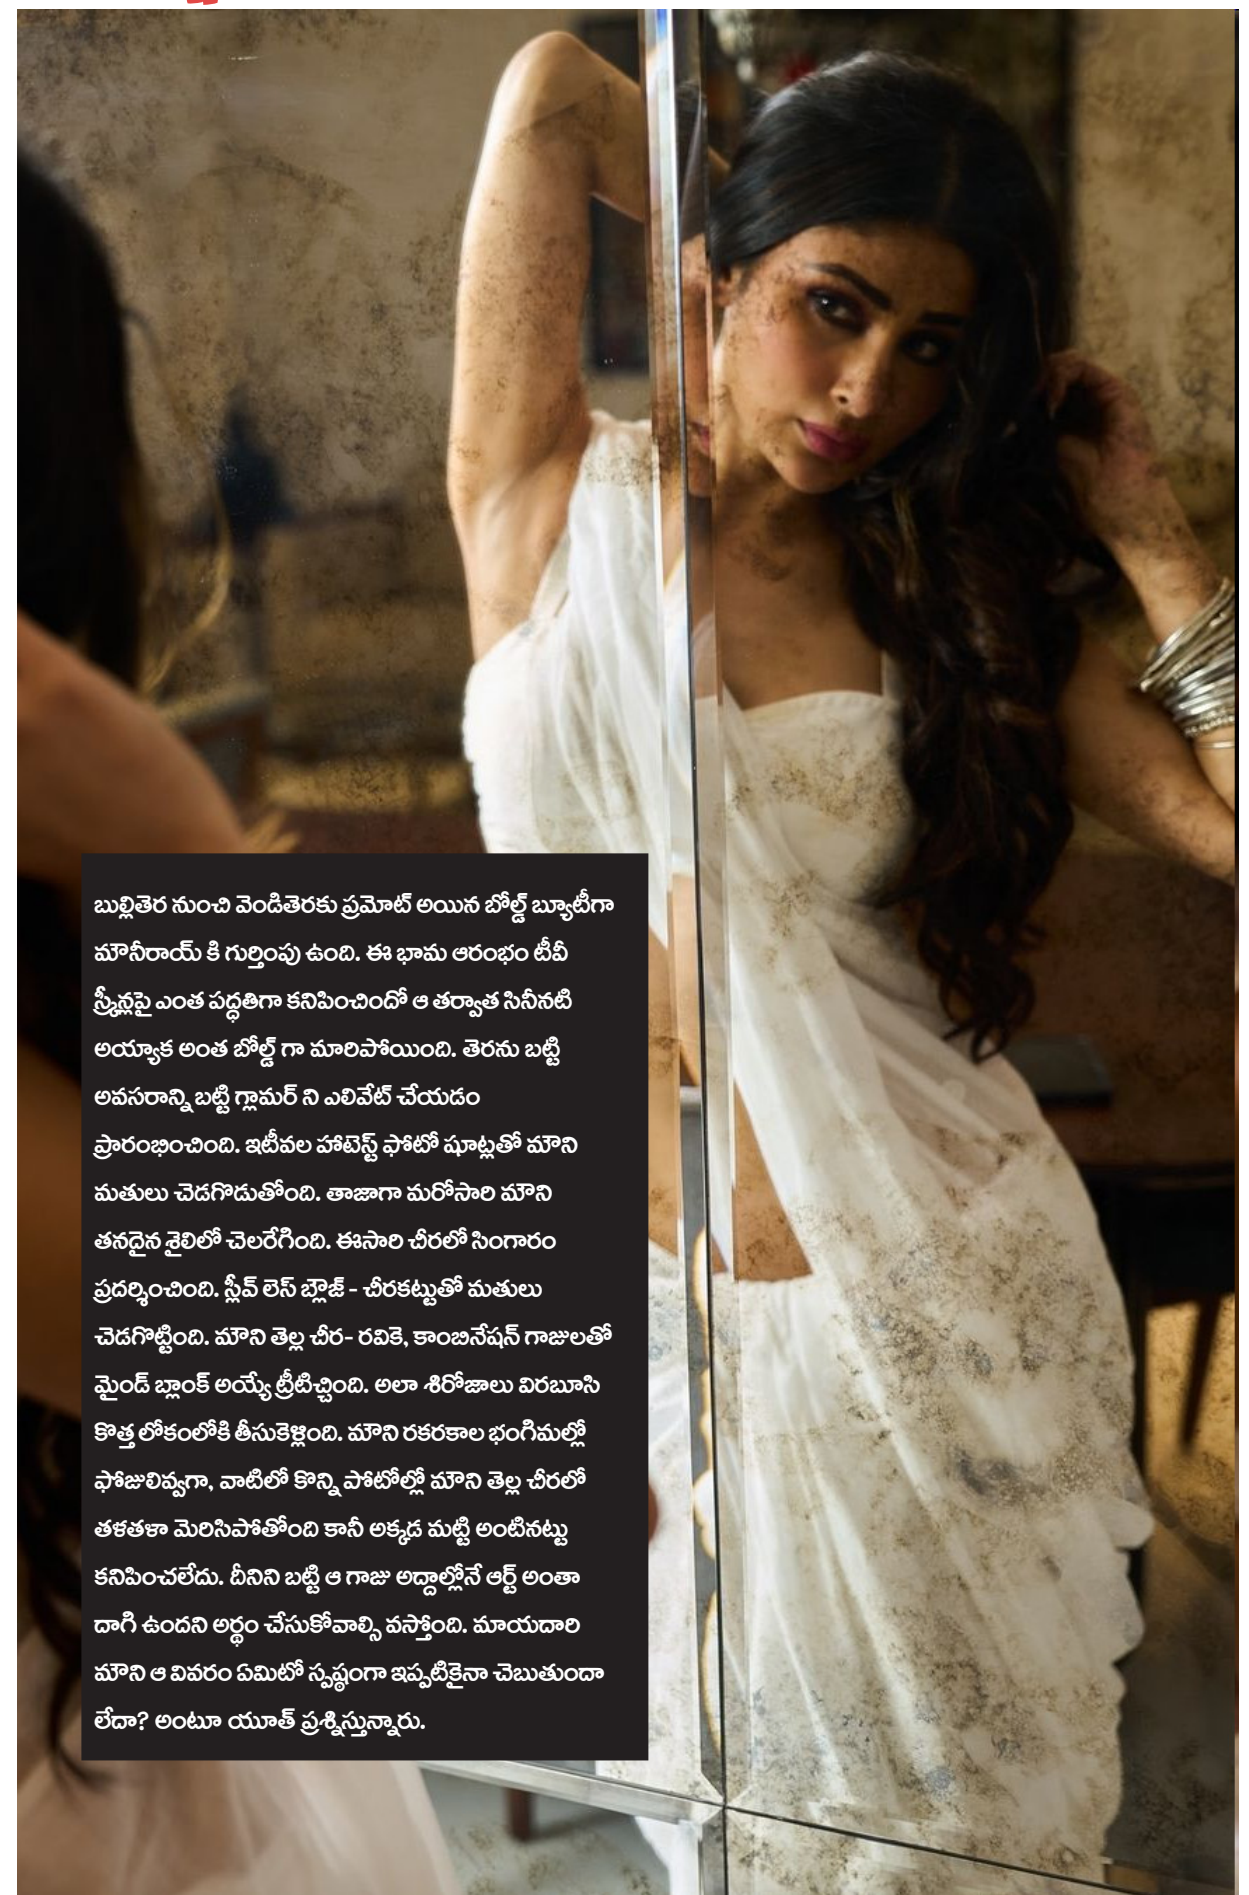 బుల్లితెర నుంచి వెండితెరకు ప్రమోట్ అయిన బోల్డ్ బ్యూటీగా
మౌనీరాయ్ కి గుర్తింపు ఉంది. ఈ భామ ఆరంభం టీవీ
స్క్రీన్లపై ఎంత పద్ధతిగా కనిపించిందో ఆ తర్వాత సినీనటి
అయ్యాక అంత బోల్డ్ గా మారిపోయింది. తెరను బట్టి
అవసరాన్ని బట్టి గ్లామర్ ని ఎలివేట్ చేయడం
ప్రారంభించింది. ఇటీవల హాటెస్ట్ ఫోటో షూట్లతో మౌని
మతులు చెడగొడుతోంది. తాజాగా మరోసారి మౌని
తనదైన శైలిలో చెలరేగింది. ఈసారి చీరలో సింగారం
ప్రదర్శించింది. స్లీవ్ లెస్ బ్లౌజ్ - చీరకట్టుతో మతులు
చెడగొట్టింది. మౌని తెల్ల చీర- రవికె, కాంబినేషన్ గాజులతో
మైండ్ బ్లాంక్ అయ్యే ట్రీటిచ్చింది. అలా శిరోజాలు విరబూసి
కొత్త లోకంలోకి తీసుకెళ్లింది. మౌని రకరకాల భంగిమల్లో
ఫోజులివ్వగా, వాటిలో కొన్ని పోటోల్లో మౌని తెల్ల చీరలో
తళతళా మెరిసిపోతోంది కానీ అక్కడ మట్టి అంటినట్టు
కనిపించలేదు. దీనిని బట్టి ఆ గాజు అద్దాల్లోనే ఆర్ట్ అంతా
దాగి ఉందని అర్థం చేసుకోవాల్సి వస్తోంది. మాయదారి
మౌని ఆ వివరం ఏమిటో స్పష్ఠంగా ఇప్పటికైనా చెబుతుందా
లేదా? అంటూ యూత్ ప్రశ్నిస్తున్నారు.